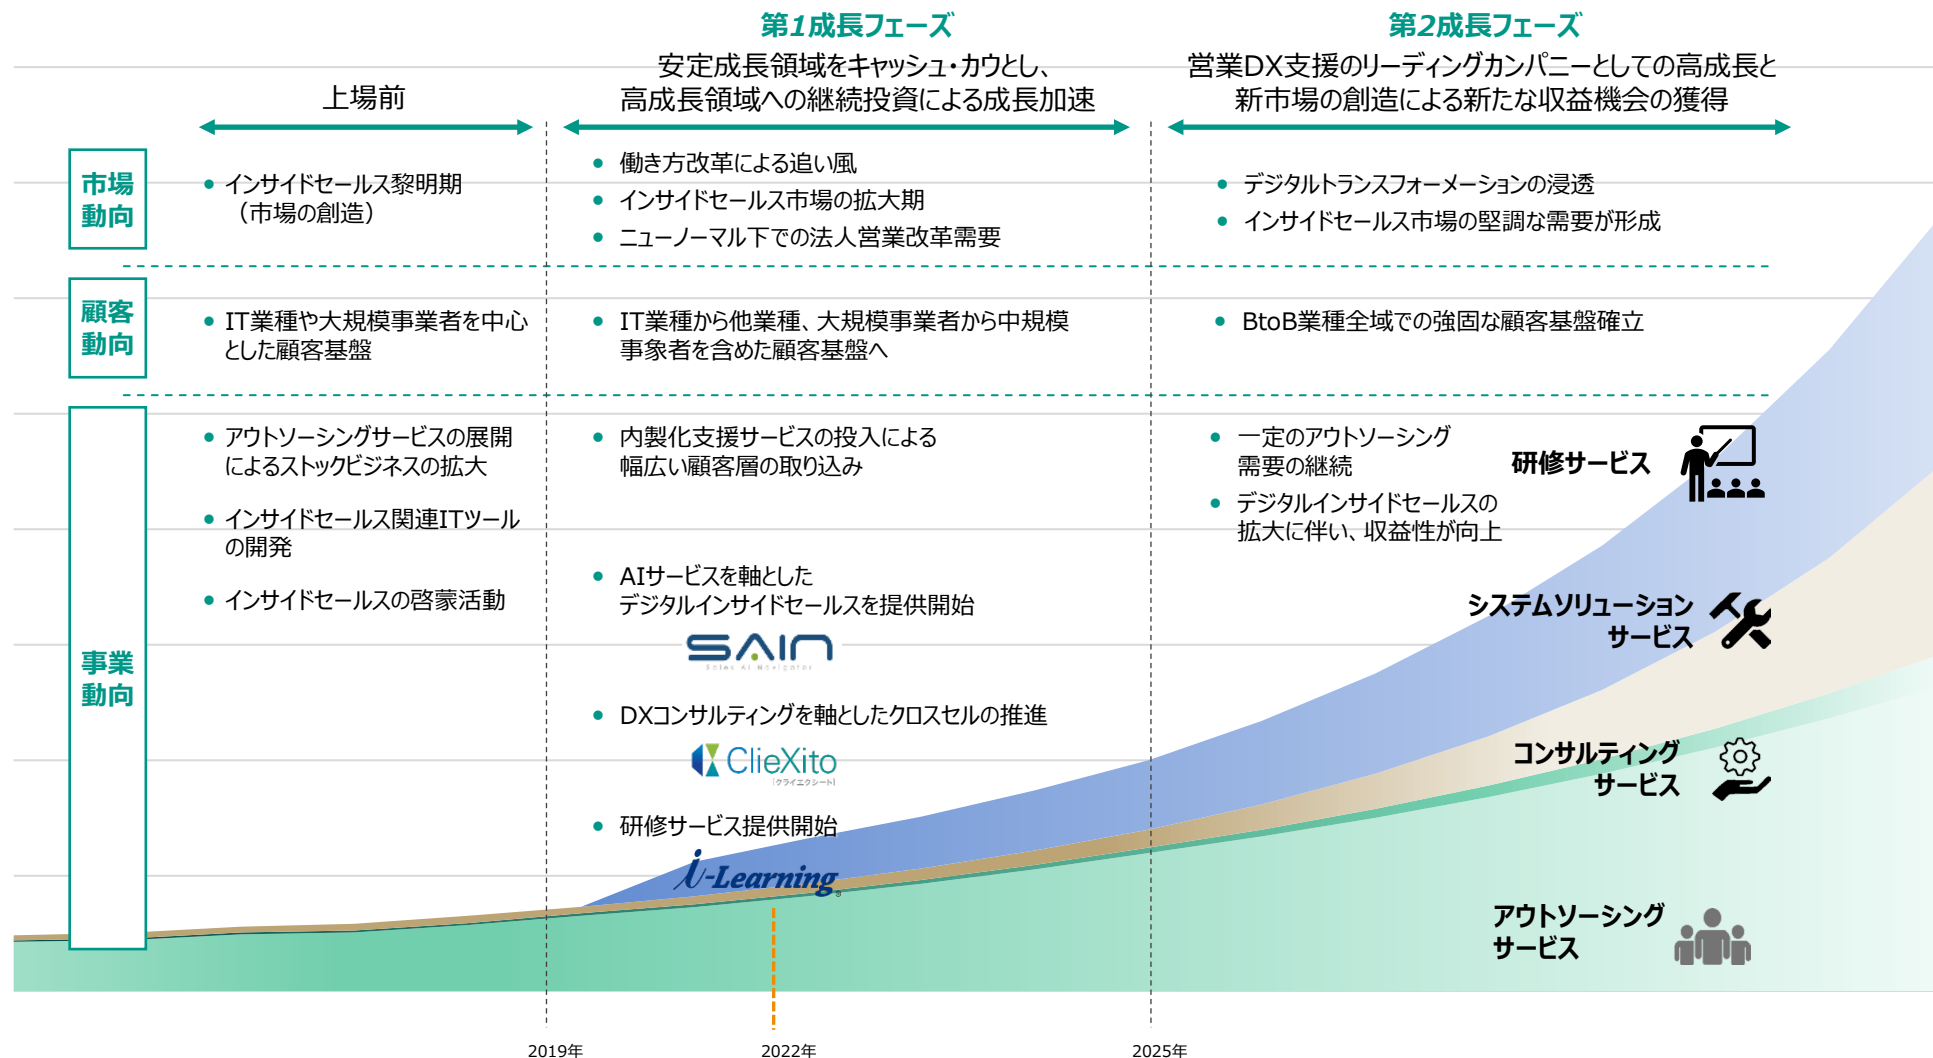 第1成長フェーズ
第2成長フェーズ
上場前
安定成長領域をキャッシュ・カウとし、
高成長領域への継続投資による成長加速
営業DX支援のリーディングカンパニーとしての高成長と
新市場の創造による新たな収益機会の獲得
市場
動向
• インサイドセールス黎明期
（市場の創造）
• 働き方改革による追い風
• インサイドセールス市場の拡大期
• ニューノーマル下での法人営業改革需要
• デジタルトランスフォーメーションの浸透
• インサイドセールス市場の堅調な需要が形成
顧客
動向
• IT業種や大規模事業者を中心
とした顧客基盤
• IT業種から他業種、大規模事業者から中規模
事象者を含めた顧客基盤へ
• BtoB業種全域での強固な顧客基盤確立
事業
動向
• アウトソーシングサービスの展開
によるストックビジネスの拡大
• インサイドセールス関連ITツール
の開発
• インサイドセールスの啓蒙活動
• 内製化支援サービスの投入による
幅広い顧客層の取り込み
• AIサービスを軸とした
デジタルインサイドセールスを提供開始
SAIN
Sales AI Navigator
• DXコンサルティングを軸としたクロスセルの推進
ClieXito
[クライエクシート]
• 研修サービス提供開始
i-Learning®
• 一定のアウトソーシング
需要の継続
• デジタルインサイドセールスの
拡大に伴い、収益性が向上
研修サービス
システムソリューション
サービス
コンサルティング
サービス
アウトソーシング
サービス
2019年
2022年
2025年